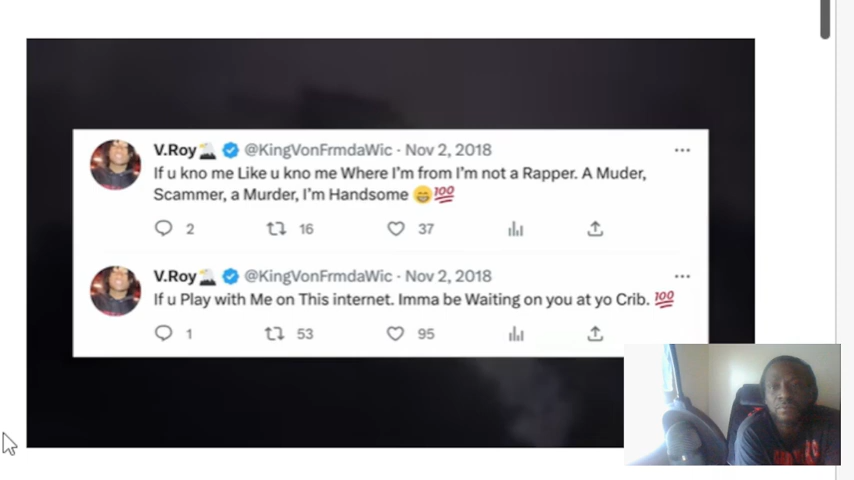 V.Roy @KingVonFrmdaWic · Nov 2, 2018
If u kno me Like u kno me Where I'm from I'm not a Rapper. A Muder,
Scammer, a Murder, I'm Handsome 😁💯
2 16 37
V.Roy @KingVonFrmdaWic · Nov 2, 2018
If u Play with Me on This internet. Imma be Waiting on you at yo Crib. 💯
1 53 95